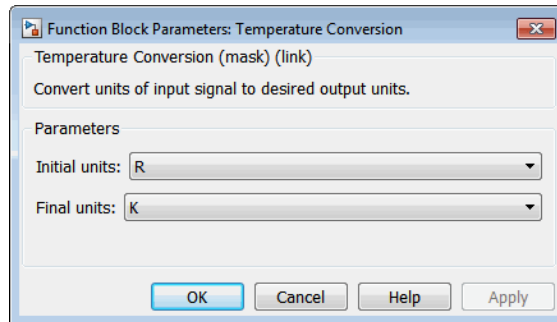 Function Block Parameters: Temperature Conversion
Temperature Conversion (mask) (link)
Convert units of input signal to desired output units.
Parameters
Initial units: R
Final units: K
OK Cancel Help Apply